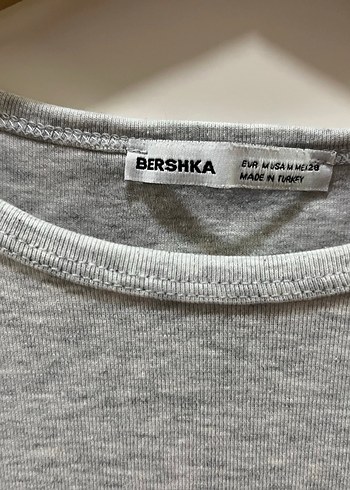 BERSHKA
EUR M USA M MEX 28
MADE IN TURKEY